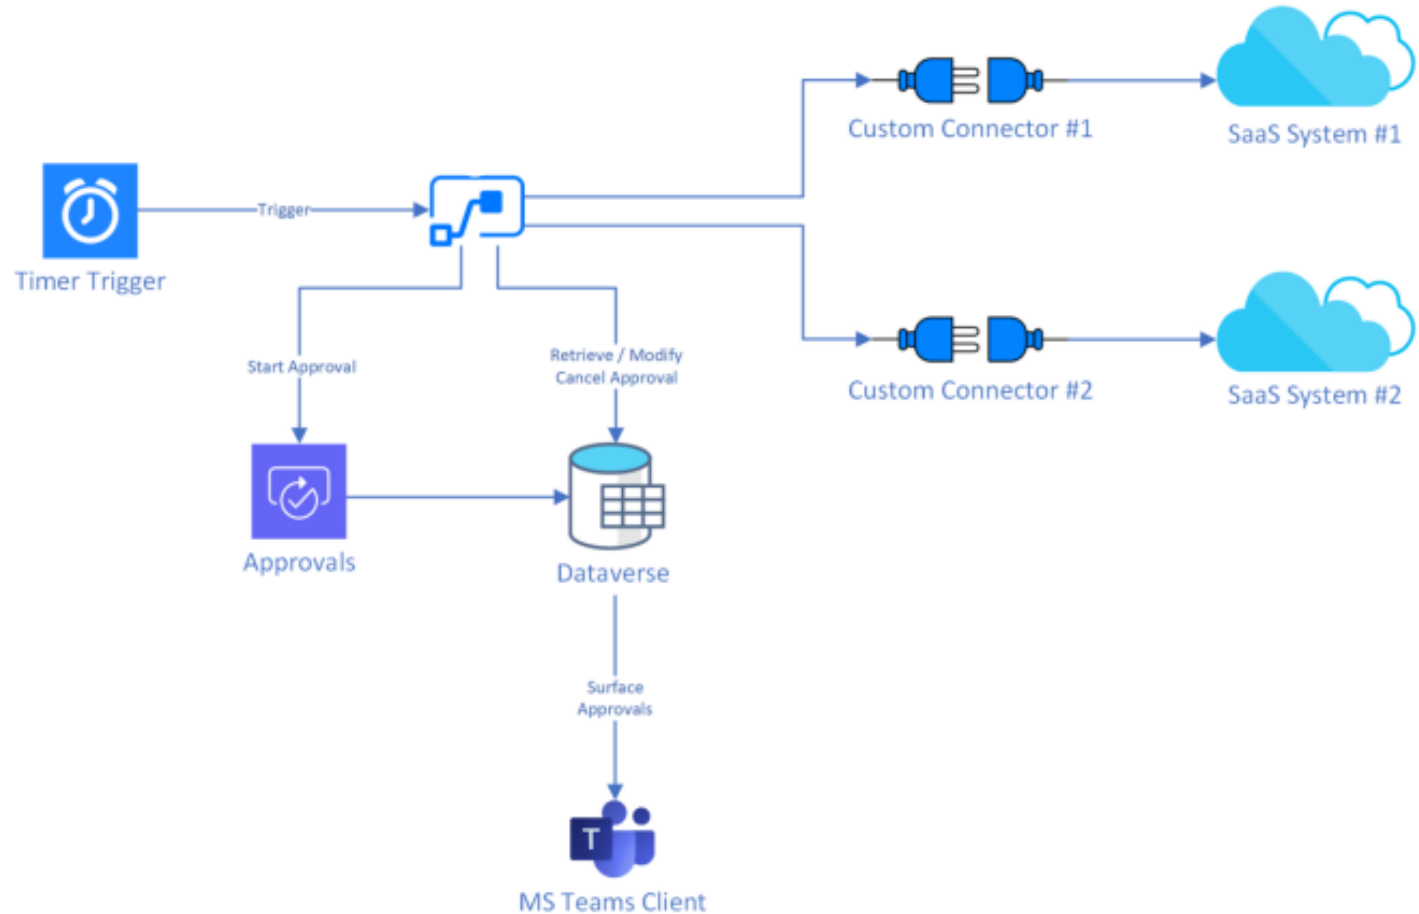 Custom Connector #1
SaaS System #1
Trigger
Timer Trigger
Start Approval
Retrieve / Modify
Cancel Approval
Custom Connector #2
SaaS System #2
Approvals
Dataverse
Surface
Approvals
T
MS Teams Client